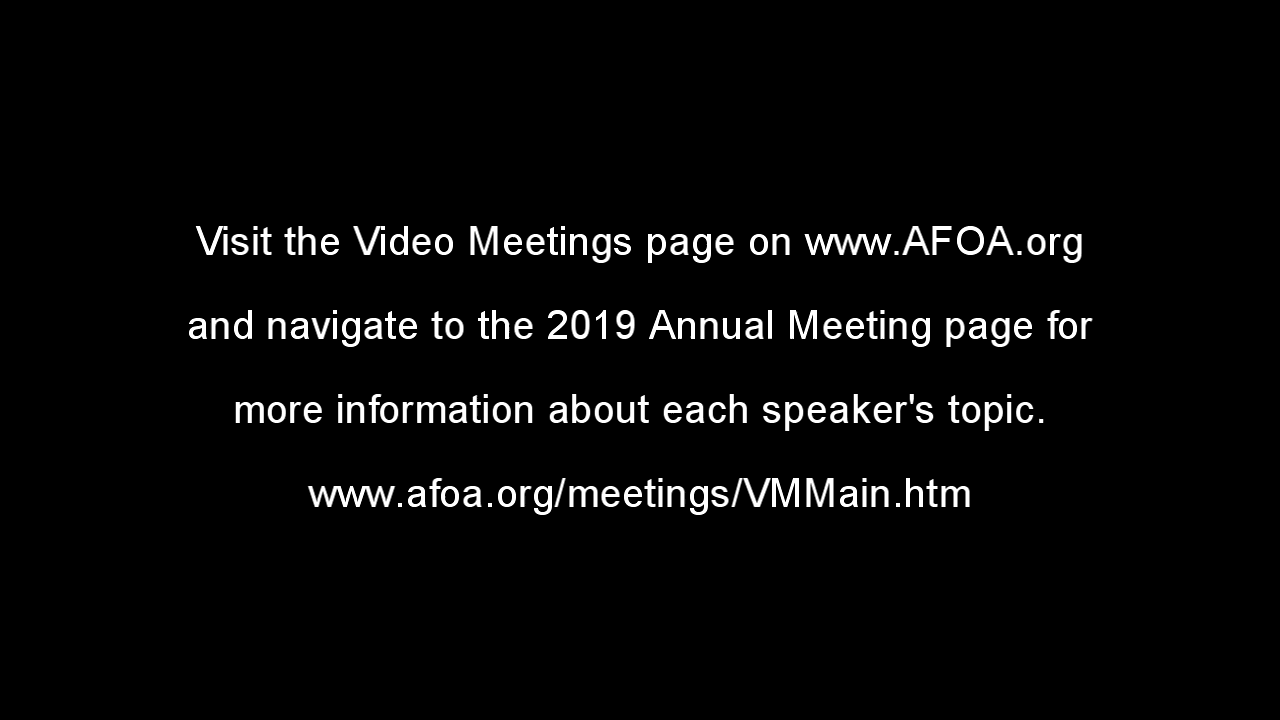 Visit the Video Meetings page on www.AFOA.org
and navigate to the 2019 Annual Meeting page for
more information about each speaker's topic.
www.afoa.org/meetings/VMMain.htm